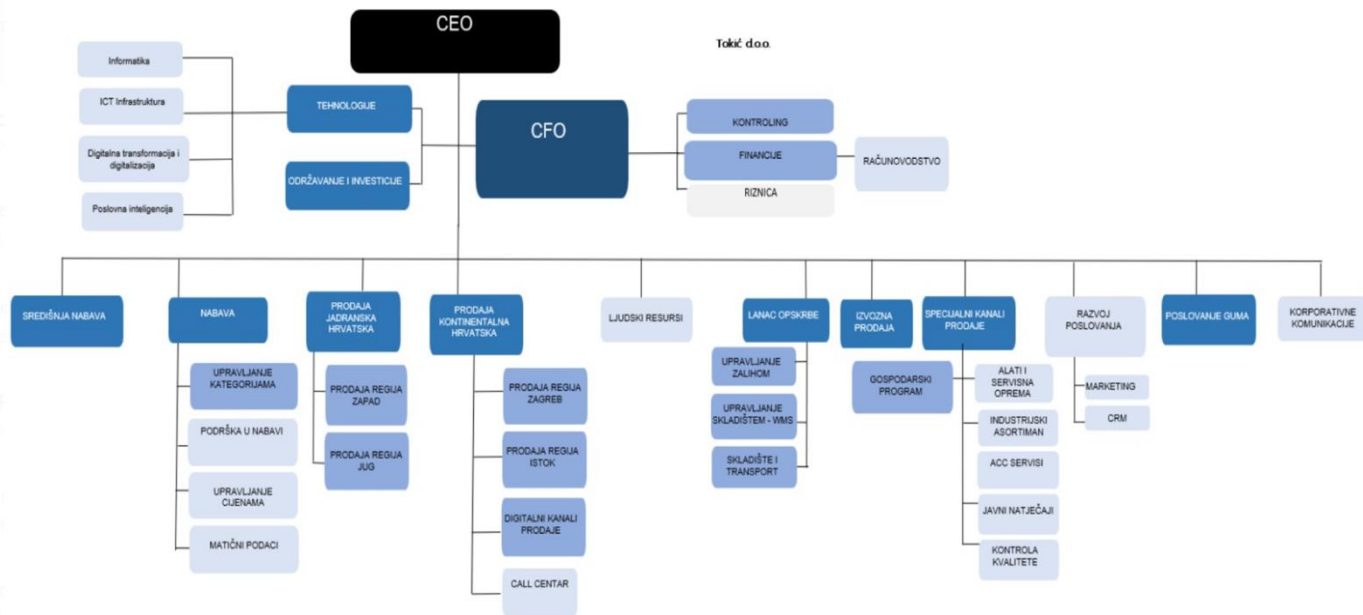 CEO
Tokić d.o.o.
Informatika
ICT Infrastruktura
Digitalna transformacija i
digitalizacija
Poslovna inteligencija
TEHNOLOGIJE
ODRŽAVANJE I INVESTICIJE
CFO
KONTROLING
FINANCIJE
RIZNICA
RAČUNOVODSTVO
SREDIŠNJA NABAVA
NABAVA
UPRAVLJANJE
KATEGORIJAMA
PODRŠKA U NABAVI
UPRAVLJANJE
CIJENAMA
MATIČNI PODACI
PRODAJA
JADRANSKA
HRVATSKA
PRODAJA REGIJA
ZAPAD
PRODAJA REGIJA
JUG
PRODAJA
KONTINENTALNA
HRVATSKA
PRODAJA REGIJA
ZAGREB
PRODAJA REGIJA
ISTOK
DIGITALNI KANALI
PRODAJE
CALL CENTAR
LJUDSKI RESURSI
LANAC OPSKRBE
UPRAVLJANJE
ZALIHOM
UPRAVLJANJE
SKLADIŠTEM - WMS
SKLADIŠTE I
TRANSPORT
IZVOZNA
PRODAJA
SPECIJALNI KANALI
PRODAJE
GOSPODARSKI
PROGRAM
ALATI I
SERVISNA
OPREMA
INDUSTRIJSKI
ASORTIMAN
ACC SERVISI
JAVNI NATJEČAJI
KONTROLA
KVALITETE
RAZVOJ
POSLOVANJA
MARKETING
CRM
POSLOVANJE GUMA
KORPORATIVNE
KOMUNIKACIJE